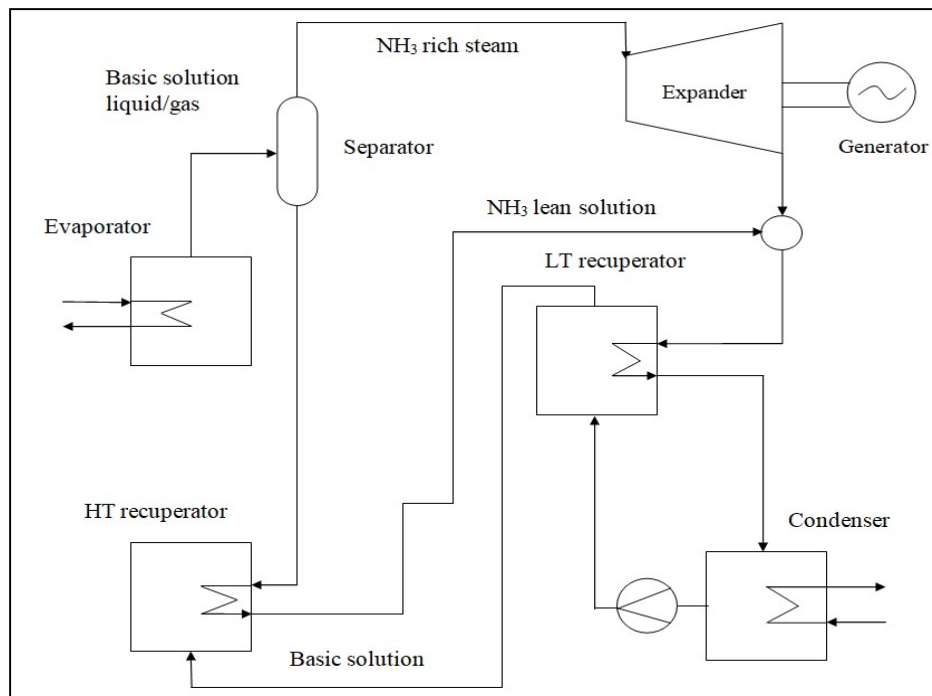 NH₃ rich steam
Basic solution
liquid/gas
Expander
Separator
Generator
NH₃ lean solution
Evaporator
LT recuperator
HT recuperator
Condenser
Basic solution